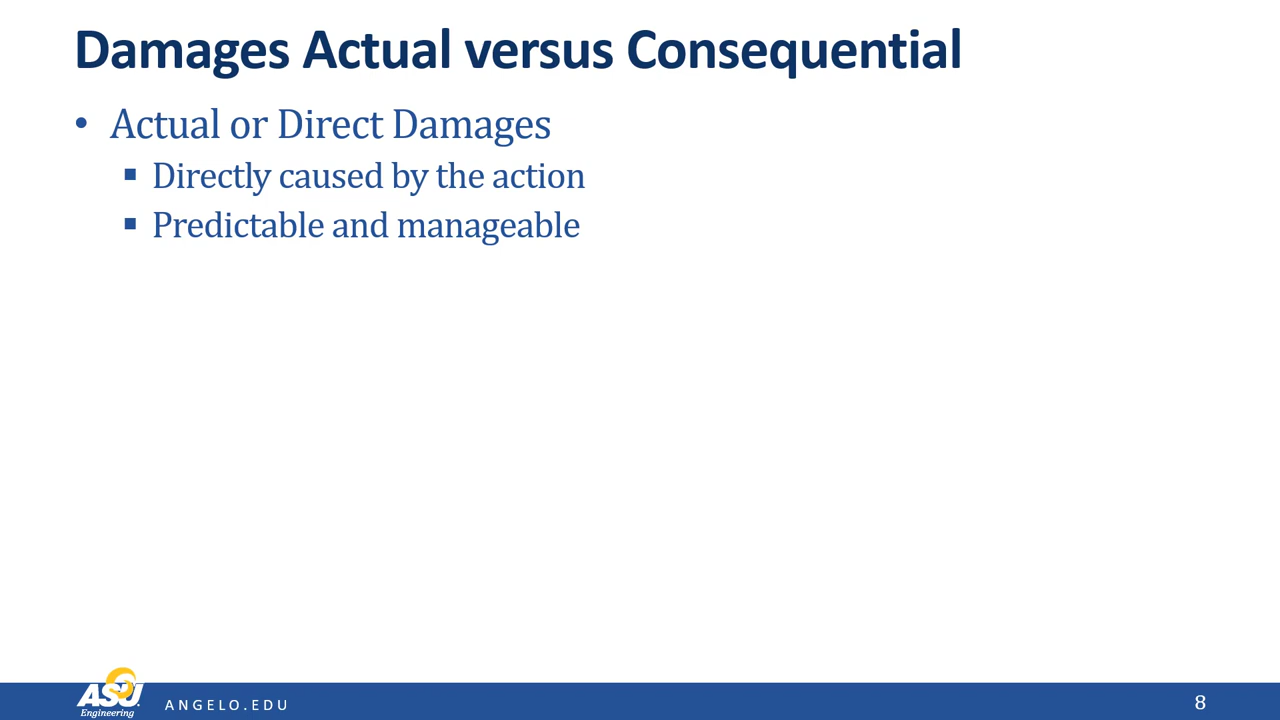 Damages Actual versus Consequential
• Actual or Direct Damages
▪ Directly caused by the action
▪ Predictable and manageable
ASU
Engineering
ANGELO.EDU
8